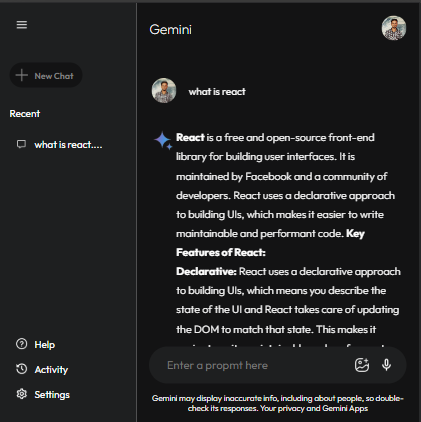 Gemini
New Chat
Recent
what is react....
Help
Activity
Settings
what is react
React is a free and open-source front-end
library for building user interfaces. It is
maintained by Facebook and a community of
developers. React uses a declarative approach
to building UIs, which makes it easier to write
maintainable and performant code. Key
Features of React:
Declarative: React uses a declarative approach
to building UIs, which means you describe the
state of the UI and React takes care of updating
the DOM to match that state. This makes it
Enter a propmt here
Gemini may display inaccurate info, including about people, so double-
check its responses. Your privacy and Gemini Apps